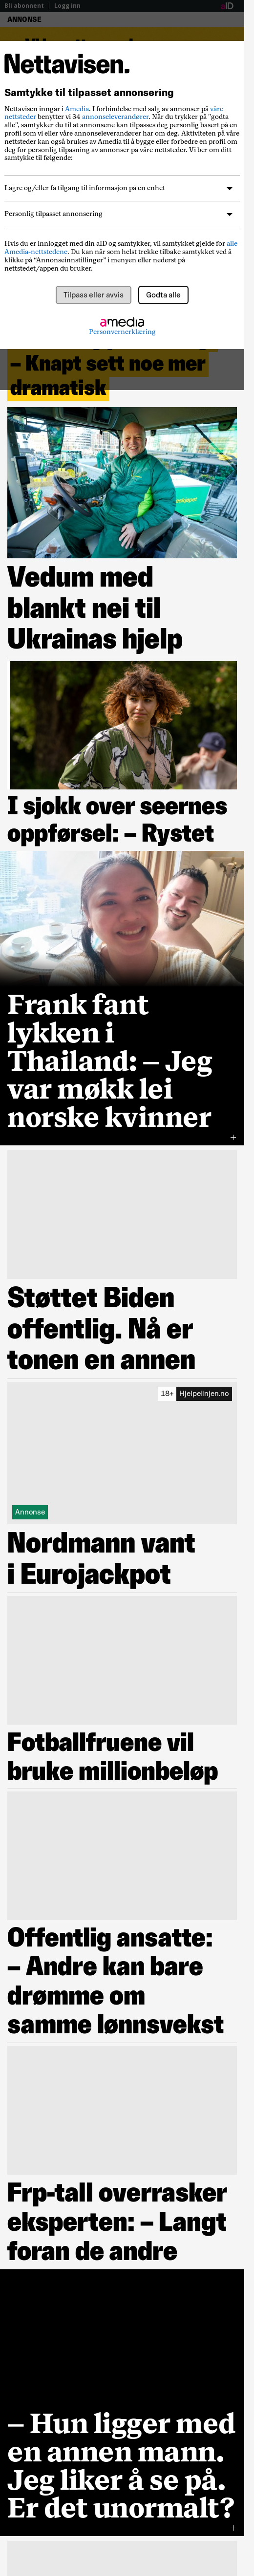 Bli abonnent | Logg inn
aID
ANNONSE
Nettavisen.
Samtykke til tilpasset annonsering
Nettavisen inngår i Amedia. I forbindelse med salg av annonser på våre
nettsteder benytter vi 34 annonseleverandører. Når du trykker på "godta
alle", samtykker du til at annonsene kan tilpasses deg personlig basert på en
profil som vi eller våre annonseleverandører har om deg. Aktiviteten på våre
nettsteder kan også brukes av Amedia til å bygge eller forbedre en profil om
deg for personlig tilpasning av annonser på våre nettsteder. Vi ber om ditt
samtykke til følgende:
Lagre og/eller få tilgang til informasjon på en enhet
Personlig tilpasset annonsering
Hvis du er innlogget med din aID og samtykker, vil samtykket gjelde for alle
Amedia-nettstedene. Du kan når som helst trekke tilbake samtykket ved å
klikke på “Annonseinnstillinger” i menyen eller nederst på
nettstedet/appen du bruker.
Tilpass eller avvis
Godta alle
amedia
Personvernerklæring
– Knapt sett noe mer
dramatisk
Vedum med
blankt nei til
Ukrainas hjelp
I sjokk over seernes
oppførsel: – Rystet
Frank fant
lykken i
Thailand: – Jeg
var møkk lei
norske kvinner
+
Støttet Biden
offentlig. Nå er
tonen en annen
18+ Hjelpelinjen.no
Annonse
Nordmann vant
i Eurojackpot
Fotballfruene vil
bruke millionbeløp
Offentlig ansatte:
– Andre kan bare
drømme om
samme lønnsvekst
Frp-tall overrasker
eksperten: – Langt
foran de andre
– Hun ligger med
en annen mann.
Jeg liker å se på.
Er det unormalt?
+